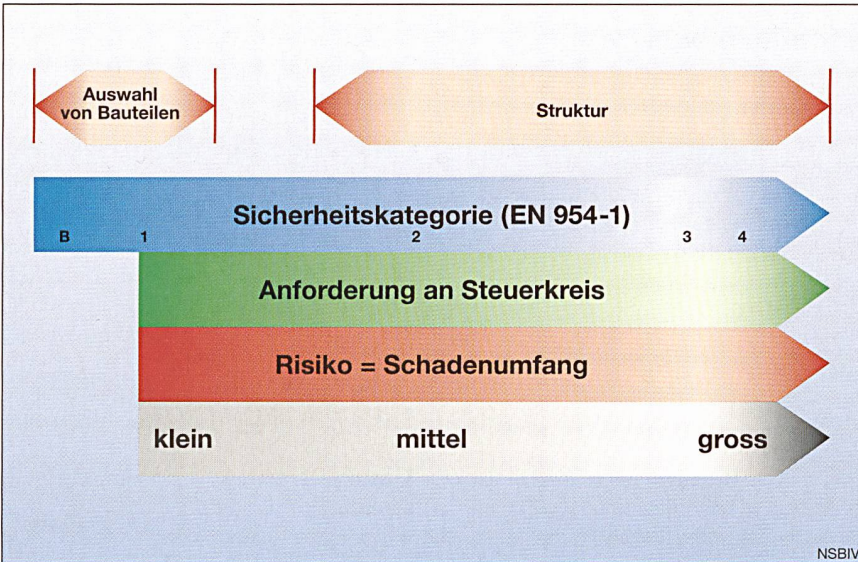 Auswahl
von Bauteilen
Struktur
Sicherheitskategorie (EN 954-1)
B 1 2 3 4
Anforderung an Steuerkreis
Risiko = Schadenumfang
klein mittel gross
NSBIV